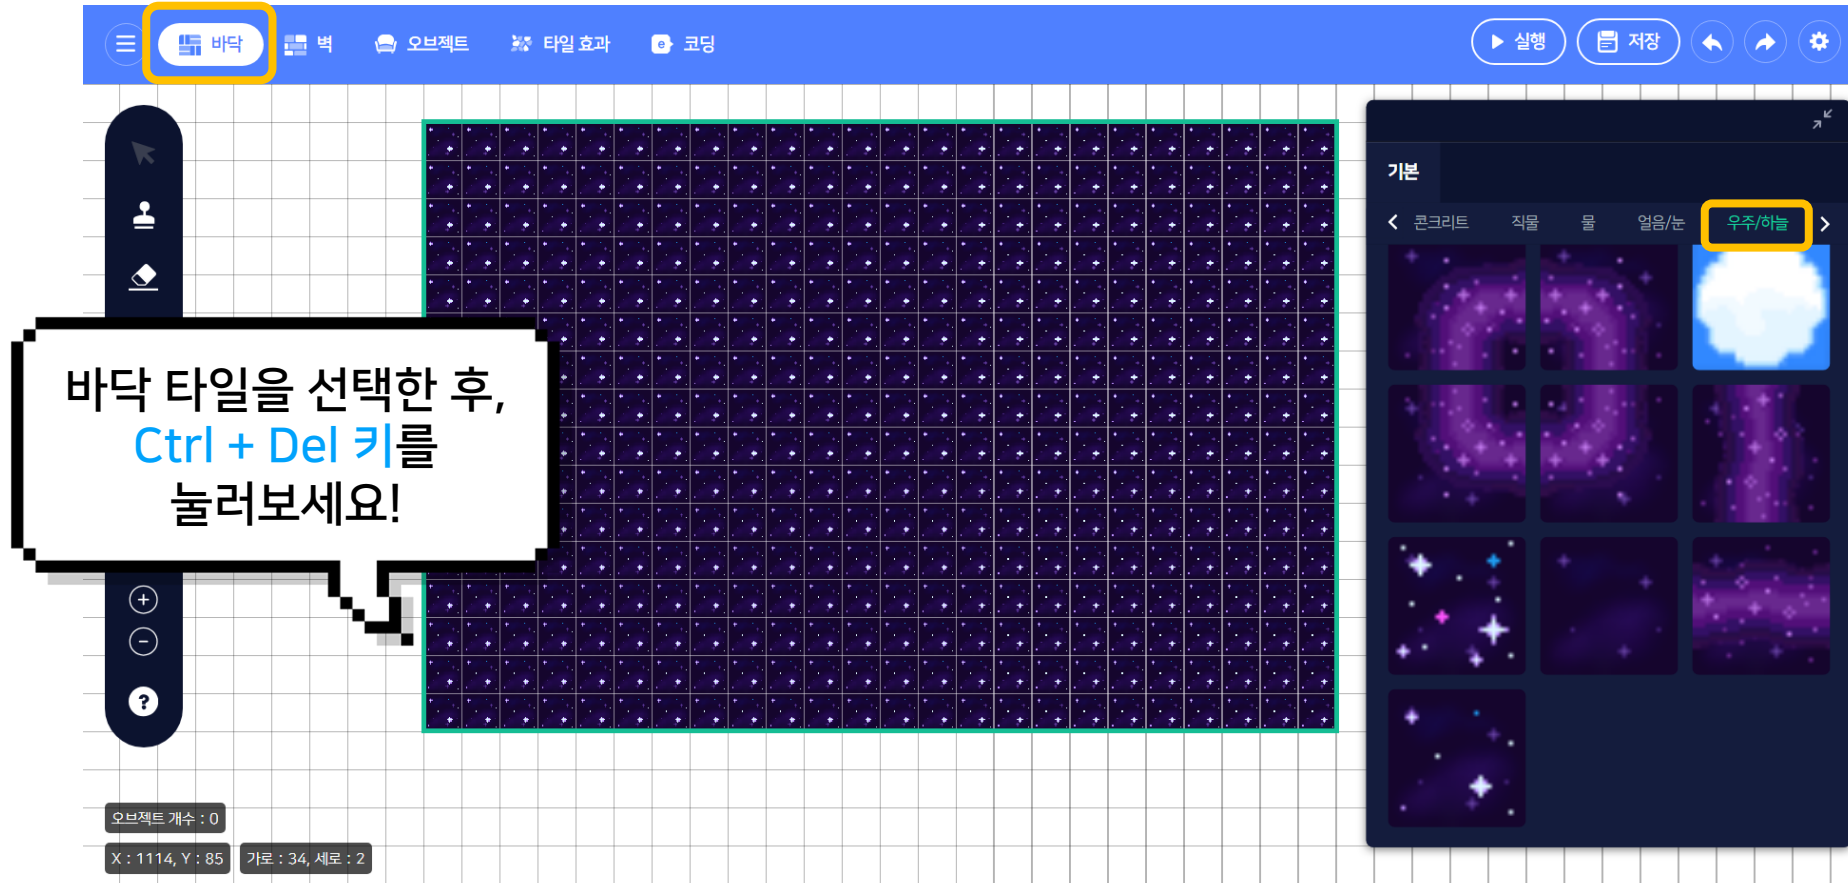 바닥
벽
오브젝트
타일 효과
코딩
실행
저장
기본
콘크리트
직물
물
얼음/눈
우주/하늘
바닥 타일을 선택한 후,
Ctrl + Del 키를
눌러보세요!
오브젝트 개수 : 0
X : 1114, Y : 85
가로 : 34, 세로 : 2